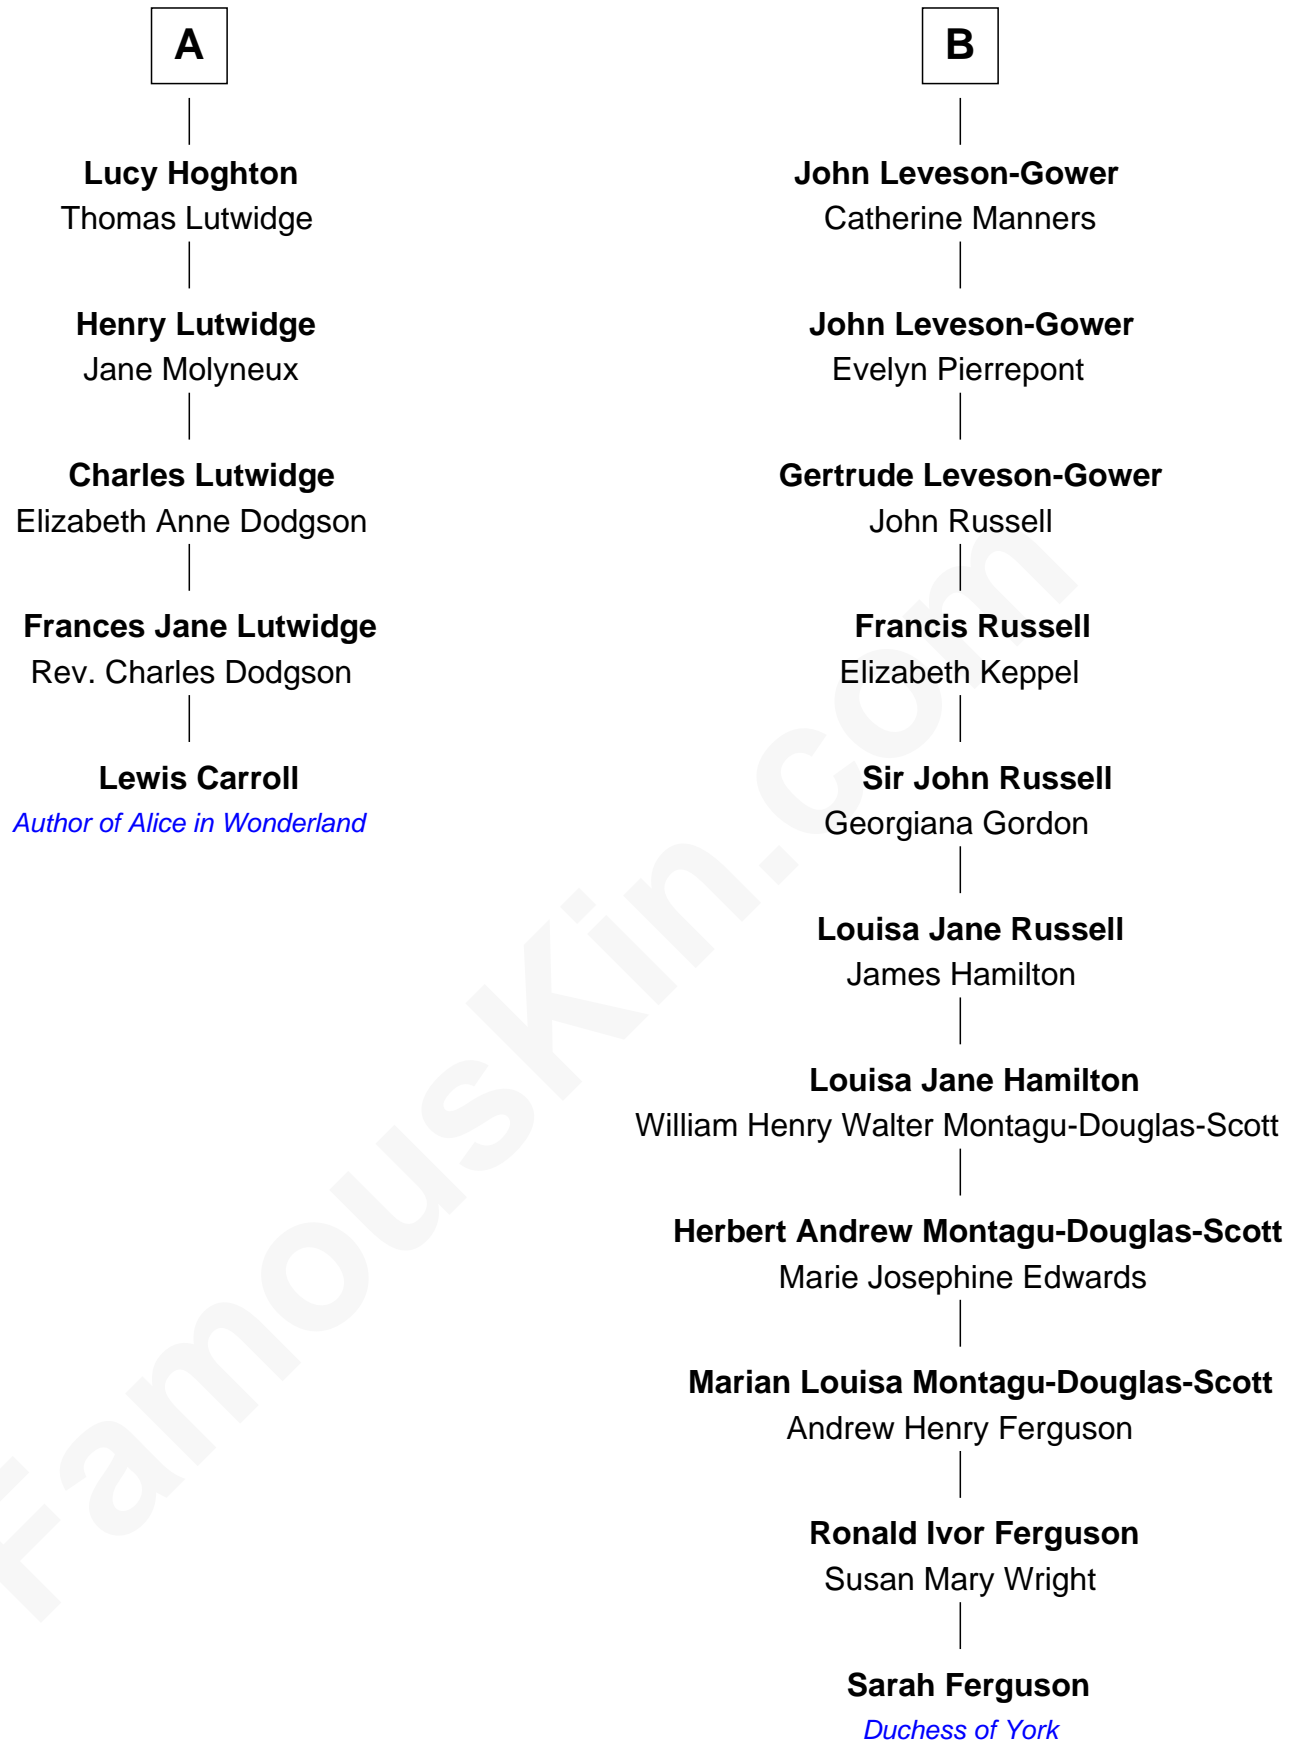 A
Lucy Hoghton
Thomas Lutwidge
Henry Lutwidge
Jane Molyneux
Charles Lutwidge
Elizabeth Anne Dodgson
Frances Jane Lutwidge
Rev. Charles Dodgson
Lewis Carroll
Author of Alice in Wonderland
B
John Leveson-Gower
Catherine Manners
John Leveson-Gower
Evelyn Pierrepont
Gertrude Leveson-Gower
John Russell
Francis Russell
Elizabeth Keppel
Sir John Russell
Georgiana Gordon
Louisa Jane Russell
James Hamilton
Louisa Jane Hamilton
William Henry Walter Montagu-Douglas-Scott
Herbert Andrew Montagu-Douglas-Scott
Marie Josephine Edwards
Marian Louisa Montagu-Douglas-Scott
Andrew Henry Ferguson
Ronald Ivor Ferguson
Susan Mary Wright
Sarah Ferguson
Duchess of York
FamousKin.com